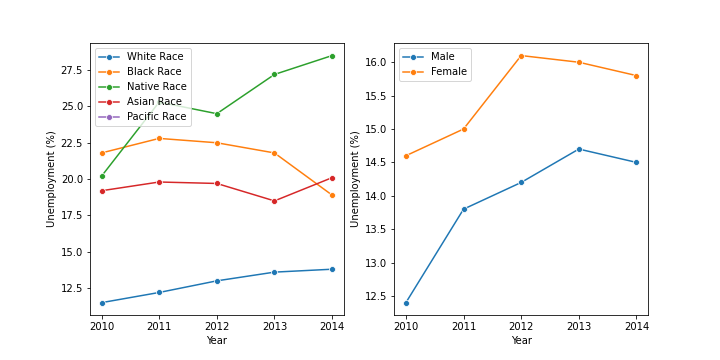 White Race
Black Race
Native Race
Asian Race
Pacific Race
27.5
25.0
22.5
20.0
17.5
15.0
12.5
Unemployment (%)
2010 2011 2012 2013 2014
Year
Male
Female
16.0
15.5
15.0
14.5
14.0
13.5
13.0
12.5
Unemployment (%)
2010 2011 2012 2013 2014
Year